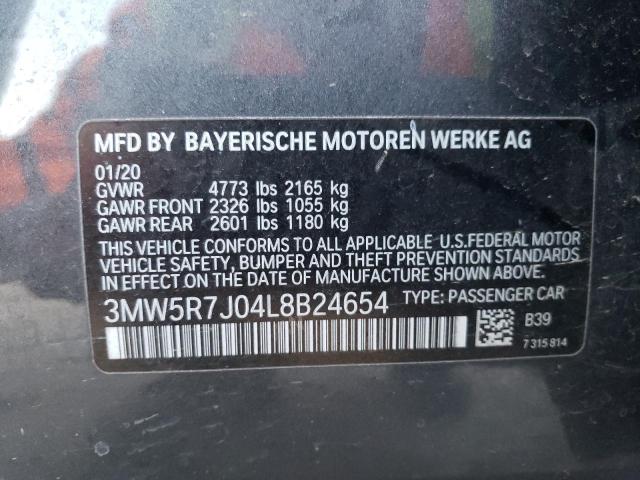 MFD BY BAYERISCHE MOTOREN WERKE AG
01/20
GVWR 4773 lbs 2165 kg
GAWR FRONT 2326 lbs 1055 kg
GAWR REAR 2601 lbs 1180 kg
THIS VEHICLE CONFORMS TO ALL APPLICABLE U.S.FEDERAL MOTOR
VEHICLE SAFETY, BUMPER, AND THEFT PREVENTION STANDARDS
IN EFFECT ON THE DATE OF MANUFACTURE SHOWN ABOVE.
3MW5R7J04L8B24654 TYPE: PASSENGER CAR
B39
7 315 814